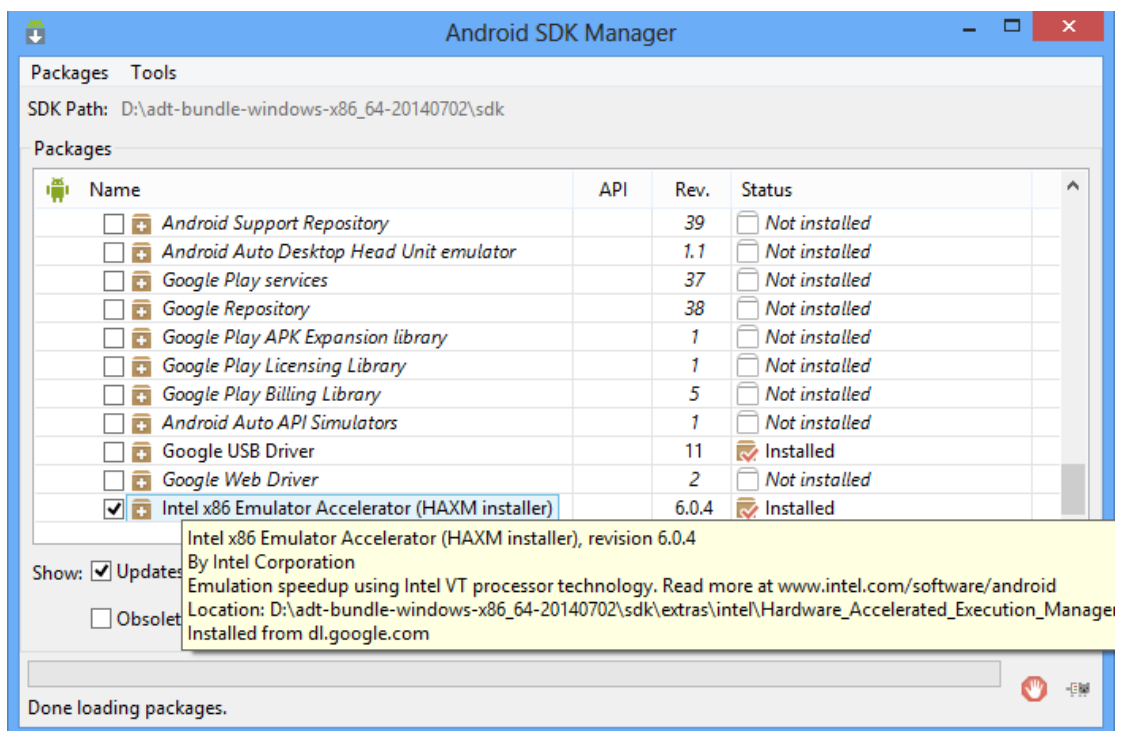 Android SDK Manager
Packages Tools
SDK Path: D:\adt-bundle-windows-x86_64-20140702\sdk
Packages
Name API Rev. Status
Android Support Repository 39 Not installed
Android Auto Desktop Head Unit emulator 1.1 Not installed
Google Play services 37 Not installed
Google Repository 38 Not installed
Google Play APK Expansion library 1 Not installed
Google Play Licensing Library 1 Not installed
Google Play Billing Library 5 Not installed
Android Auto API Simulators 1 Not installed
Google USB Driver 11 Installed
Google Web Driver 2 Not installed
Intel x86 Emulator Accelerator (HAXM installer) 6.0.4 Installed
Intel x86 Emulator Accelerator (HAXM installer), revision 6.0.4
By Intel Corporation
Show: Updates
Emulation speedup using Intel VT processor technology. Read more at www.intel.com/software/android
Location: D:\adt-bundle-windows-x86_64-20140702\sdk\extras\intel\Hardware_Accelerated_Execution_Manager
Obsolet
Installed from dl.google.com
Done loading packages.